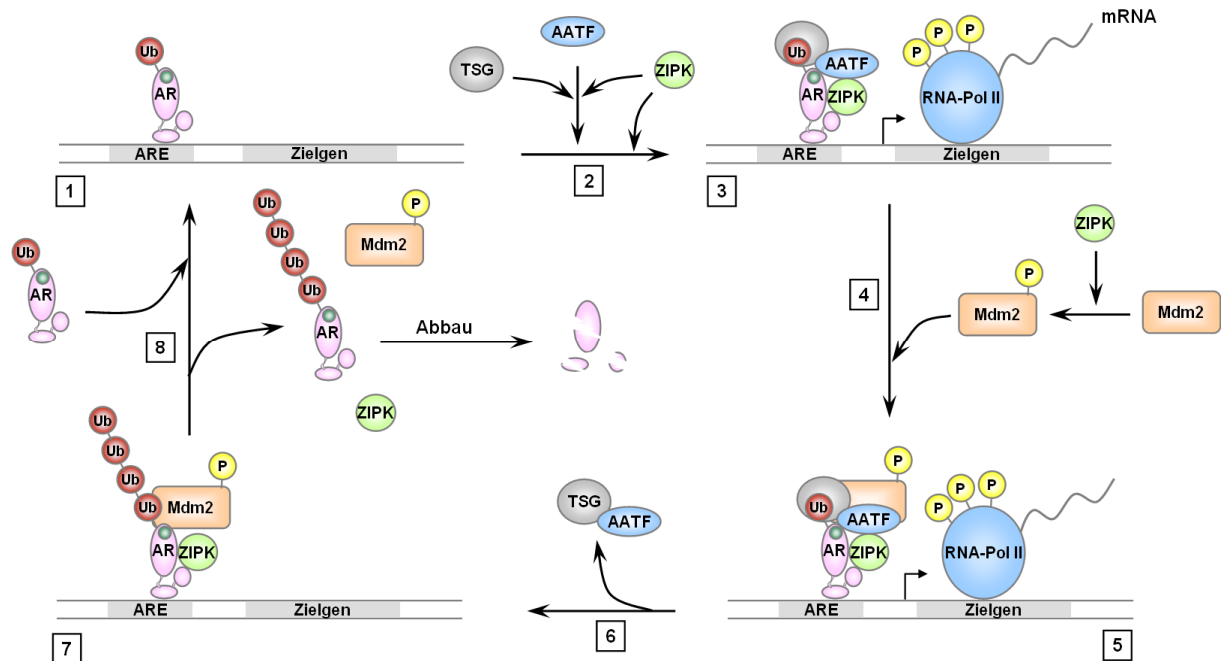 Ub
AR
ARE
Zielgen
1
TSG
AATF
ZIPK
2
Ub
AATF
AR
ZIPK
P
P
P
RNA-Pol II
mRNA
ARE
Zielgen
3
Ub
AR
8
Ub
Ub
Ub
Ub
AR
P
Mdm2
Abbau
ZIPK
4
ZIPK
P
Mdm2
Mdm2
P
Ub
AATF
AR
ZIPK
P
P
P
RNA-Pol II
ARE
Zielgen
5
TSG
AATF
6
Ub
Ub
Ub
Ub
P
Mdm2
AR
ZIPK
ARE
Zielgen
7